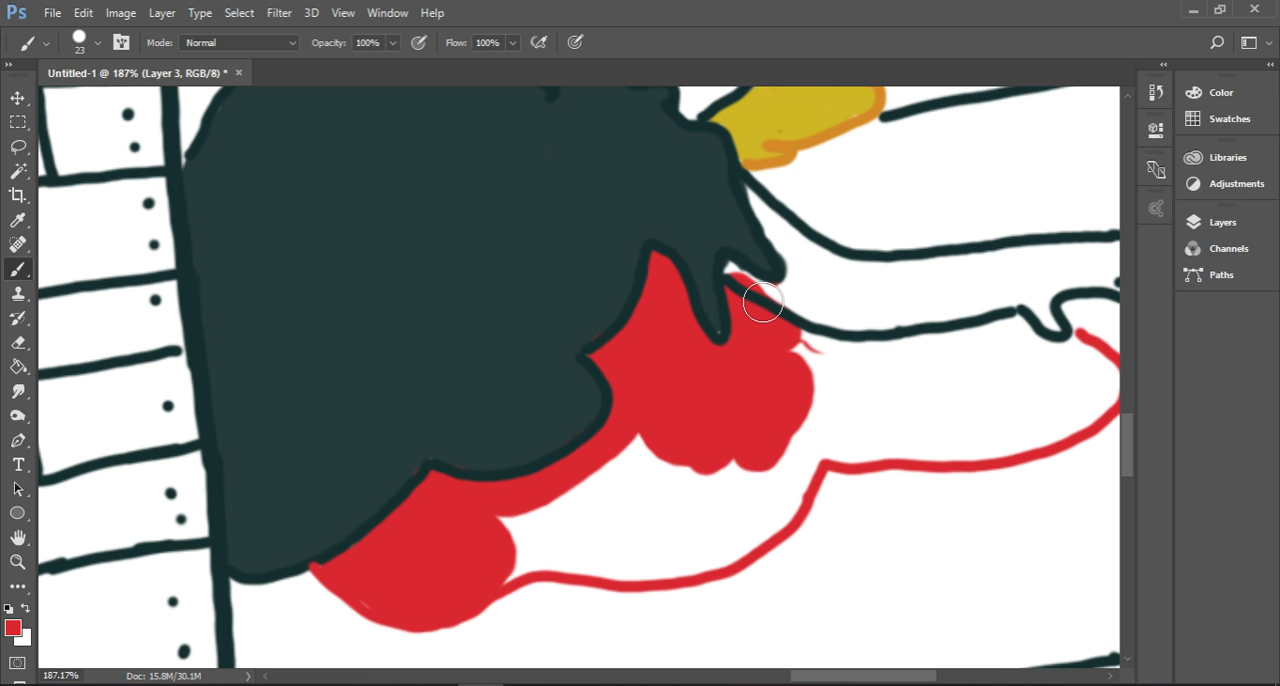 Ps File Edit Image Layer Type Select Filter 3D View Window Help
23 Mode: Normal Opacity: 100% Flow: 100%
Untitled-1 @ 187% (Layer 3, RGB/8) * ×
Color
Swatches
Libraries
Adjustments
Layers
Channels
Paths
187.17% Doc: 15.8M/30.1M